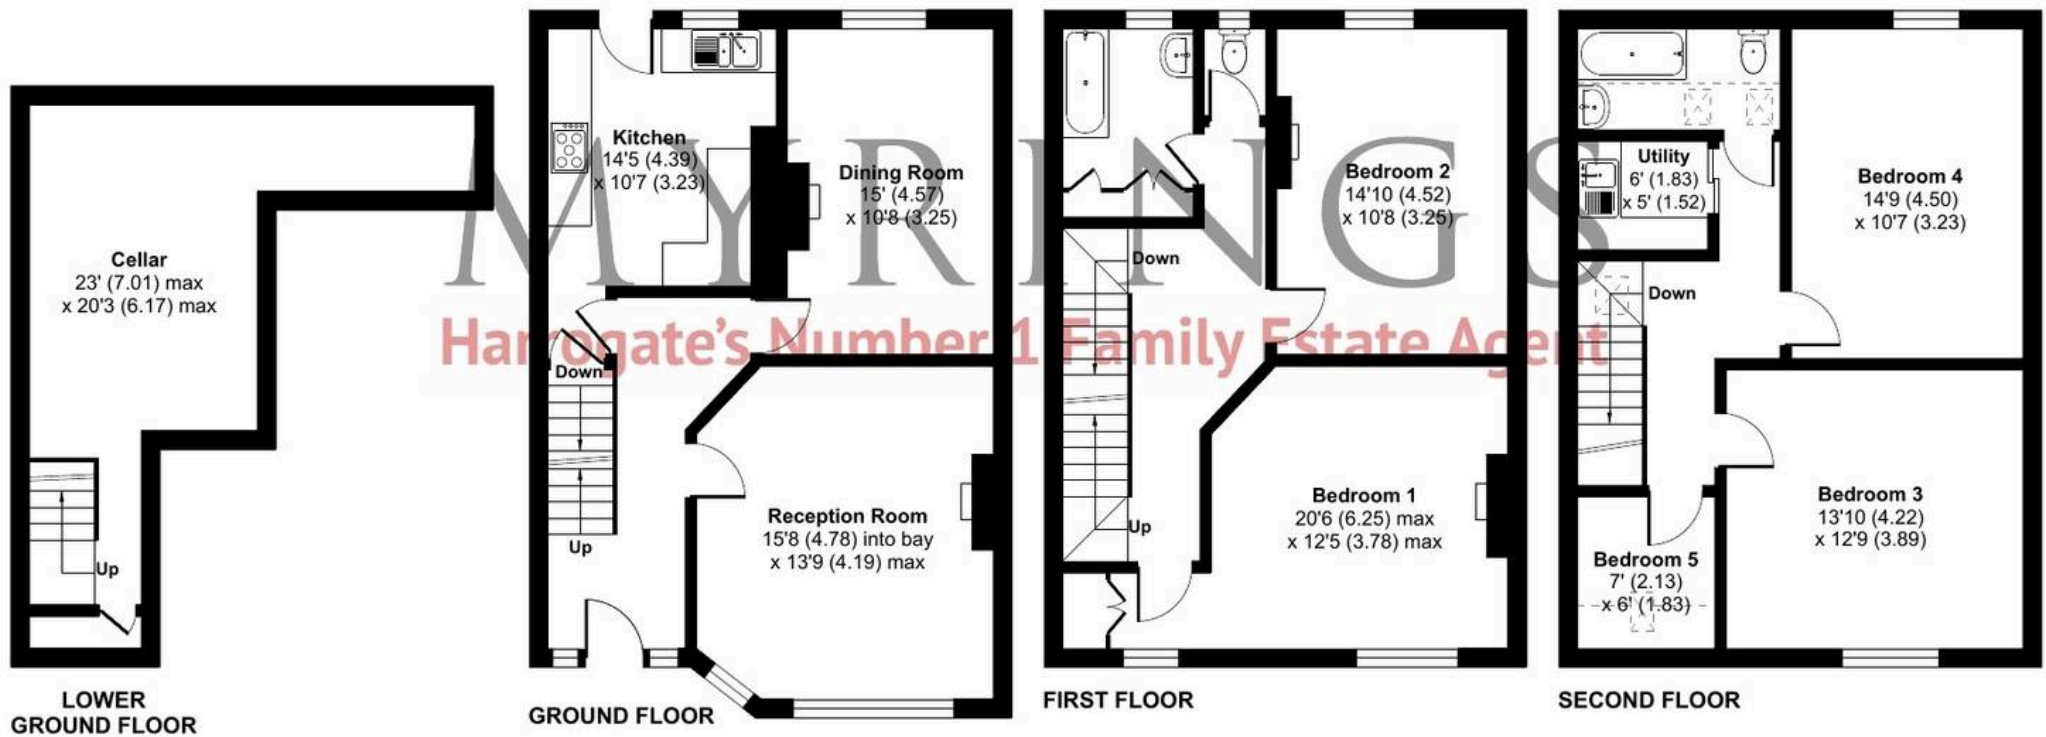 MYRINGS
Harrogate's Number 1 Family Estate Agent
Cellar
23' (7.01) max
x 20'3 (6.17) max
Up
LOWER
GROUND FLOOR
Kitchen
14'5 (4.39)
x 10'7 (3.23)
Dining Room
15' (4.57)
x 10'8 (3.25)
Down
Up
Reception Room
15'8 (4.78) into bay
x 13'9 (4.19) max
GROUND FLOOR
Bedroom 2
14'10 (4.52)
x 10'8 (3.25)
Down
Up
Bedroom 1
20'6 (6.25) max
x 12'5 (3.78) max
FIRST FLOOR
Utility
6' (1.83)
x 5' (1.52)
Bedroom 4
14'9 (4.50)
x 10'7 (3.23)
Down
Bedroom 3
13'10 (4.22)
x 12'9 (3.89)
Bedroom 5
7' (2.13)
x 6' (1.83)
SECOND FLOOR